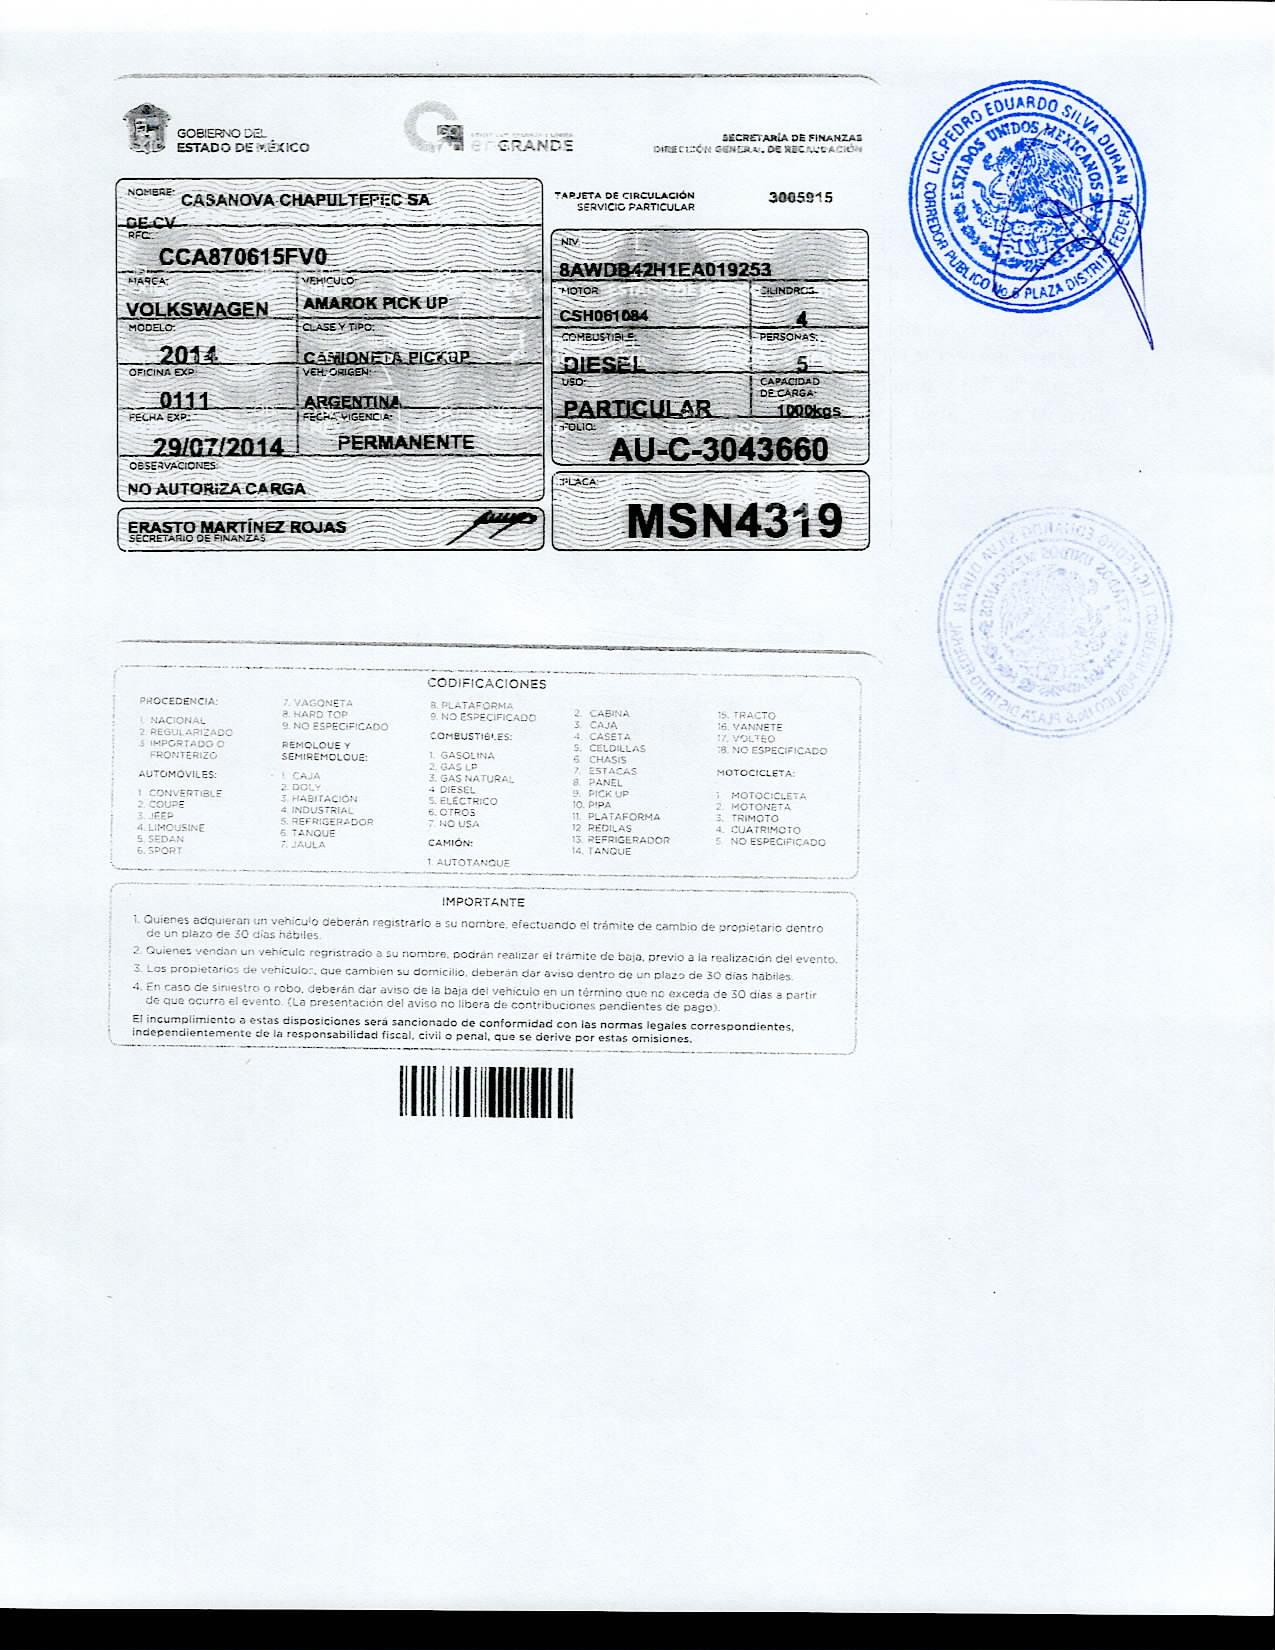 GOBIERNO DEL
ESTADO DE MÉXICO
GRANDE
SECRETARÍA DE FINANZAS
DIRECCIÓN GENERAL DE RECAUDACIÓN
NOMBRE: CASANOVA CHAPULTEPEC SA
DE CV
RFC:
CCA870615FV0
MARCA: VEHICULO:
VOLKSWAGEN AMAROK PICK UP
MODELO: CLASE Y TIPO:
2014 CAMIONETA PICKUP
OFICINA EXP. VEH. ORIGEN:
0111 ARGENTINA
FECHA EXP.: FECHA VIGENCIA:
29/07/2014 PERMANENTE
OBSERVACIONES:
NO AUTORIZA CARGA
ERASTO MARTÍNEZ ROJAS
SECRETARIO DE FINANZAS
TARJETA DE CIRCULACIÓN
SERVICIO PARTICULAR
3005915
NIV
8AWDB42H1EA019253
MOTOR CILINDROS:
CSH061084 4
COMBUSTIBLE: PERSONAS:
DIESEL 5
USO: CAPACIDAD
DE CARGA:
PARTICULAR 1000kgs
FOLIO:
AU-C-3043660
PLACA:
MSN4319
LIC. PEDRO EDUARDO SILVA DURAN
ESTADOS UNIDOS MEXICANOS
CORREDOR PUBLICO No. 6 PLAZA DISTRITO FEDERAL
CODIFICACIONES
PROCEDENCIA:
1. NACIONAL
2. REGULARIZADO
3. IMPORTADO O
FRONTERIZO
AUTOMÓVILES:
1. CONVERTIBLE
2. COUPE
3. JEEP
4. LIMOUSINE
5. SEDAN
6. SPORT
7. VAGONETA
8. HARD TOP
9. NO ESPECIFICADO
REMOLQUE Y
SEMIREMOLQUE:
1. CAJA
2. DOLY
3. HABITACIÓN
4. INDUSTRIAL
5. REFRIGERADOR
6. TANQUE
7. JAULA
8. PLATAFORMA
9. NO ESPECIFICADO
COMBUSTIBLES:
1. GASOLINA
2. GAS LP
3. GAS NATURAL
4 DIESEL
5. ELÉCTRICO
6. OTROS
7. NO USA
CAMIÓN:
1. AUTOTANQUE
2. CABINA
3. CAJA
4. CASETA
5. CELDILLAS
6. CHASIS
7. ESTACAS
8. PANEL
9. PICK UP
10. PIPA
11. PLATAFORMA
12 REDILAS
13. REFRIGERADOR
14. TANQUE
15. TRACTO
16. VANNETE
17. VOLTEO
18. NO ESPECIFICADO
MOTOCICLETA:
1. MOTOCICLETA
2. MOTONETA
3. TRIMOTO
4. CUATRIMOTO
5. NO ESPECIFICADO
IMPORTANTE
1. Quienes adquieran un vehículo deberán registrarlo a su nombre, efectuando el trámite de cambio de propietario dentro
de un plazo de 30 días hábiles.
2. Quienes vendan un vehículo regristrado a su nombre, podrán realizar el trámite de baja, previo a la realización del evento.
3. Los propietarios de vehículos, que cambien su domicilio, deberán dar aviso dentro de un plazo de 30 días hábiles.
4. En caso de siniestro o robo, deberán dar aviso de la baja del vehículo en un término que no exceda de 30 días a partir
de que ocurra el evento. (La presentación del aviso no libera de contribuciones pendientes de pago).
El incumplimiento a estas disposiciones será sancionado de conformidad con las normas legales correspondientes,
independientemente de la responsabilidad fiscal, civil o penal, que se derive por estas omisiones.